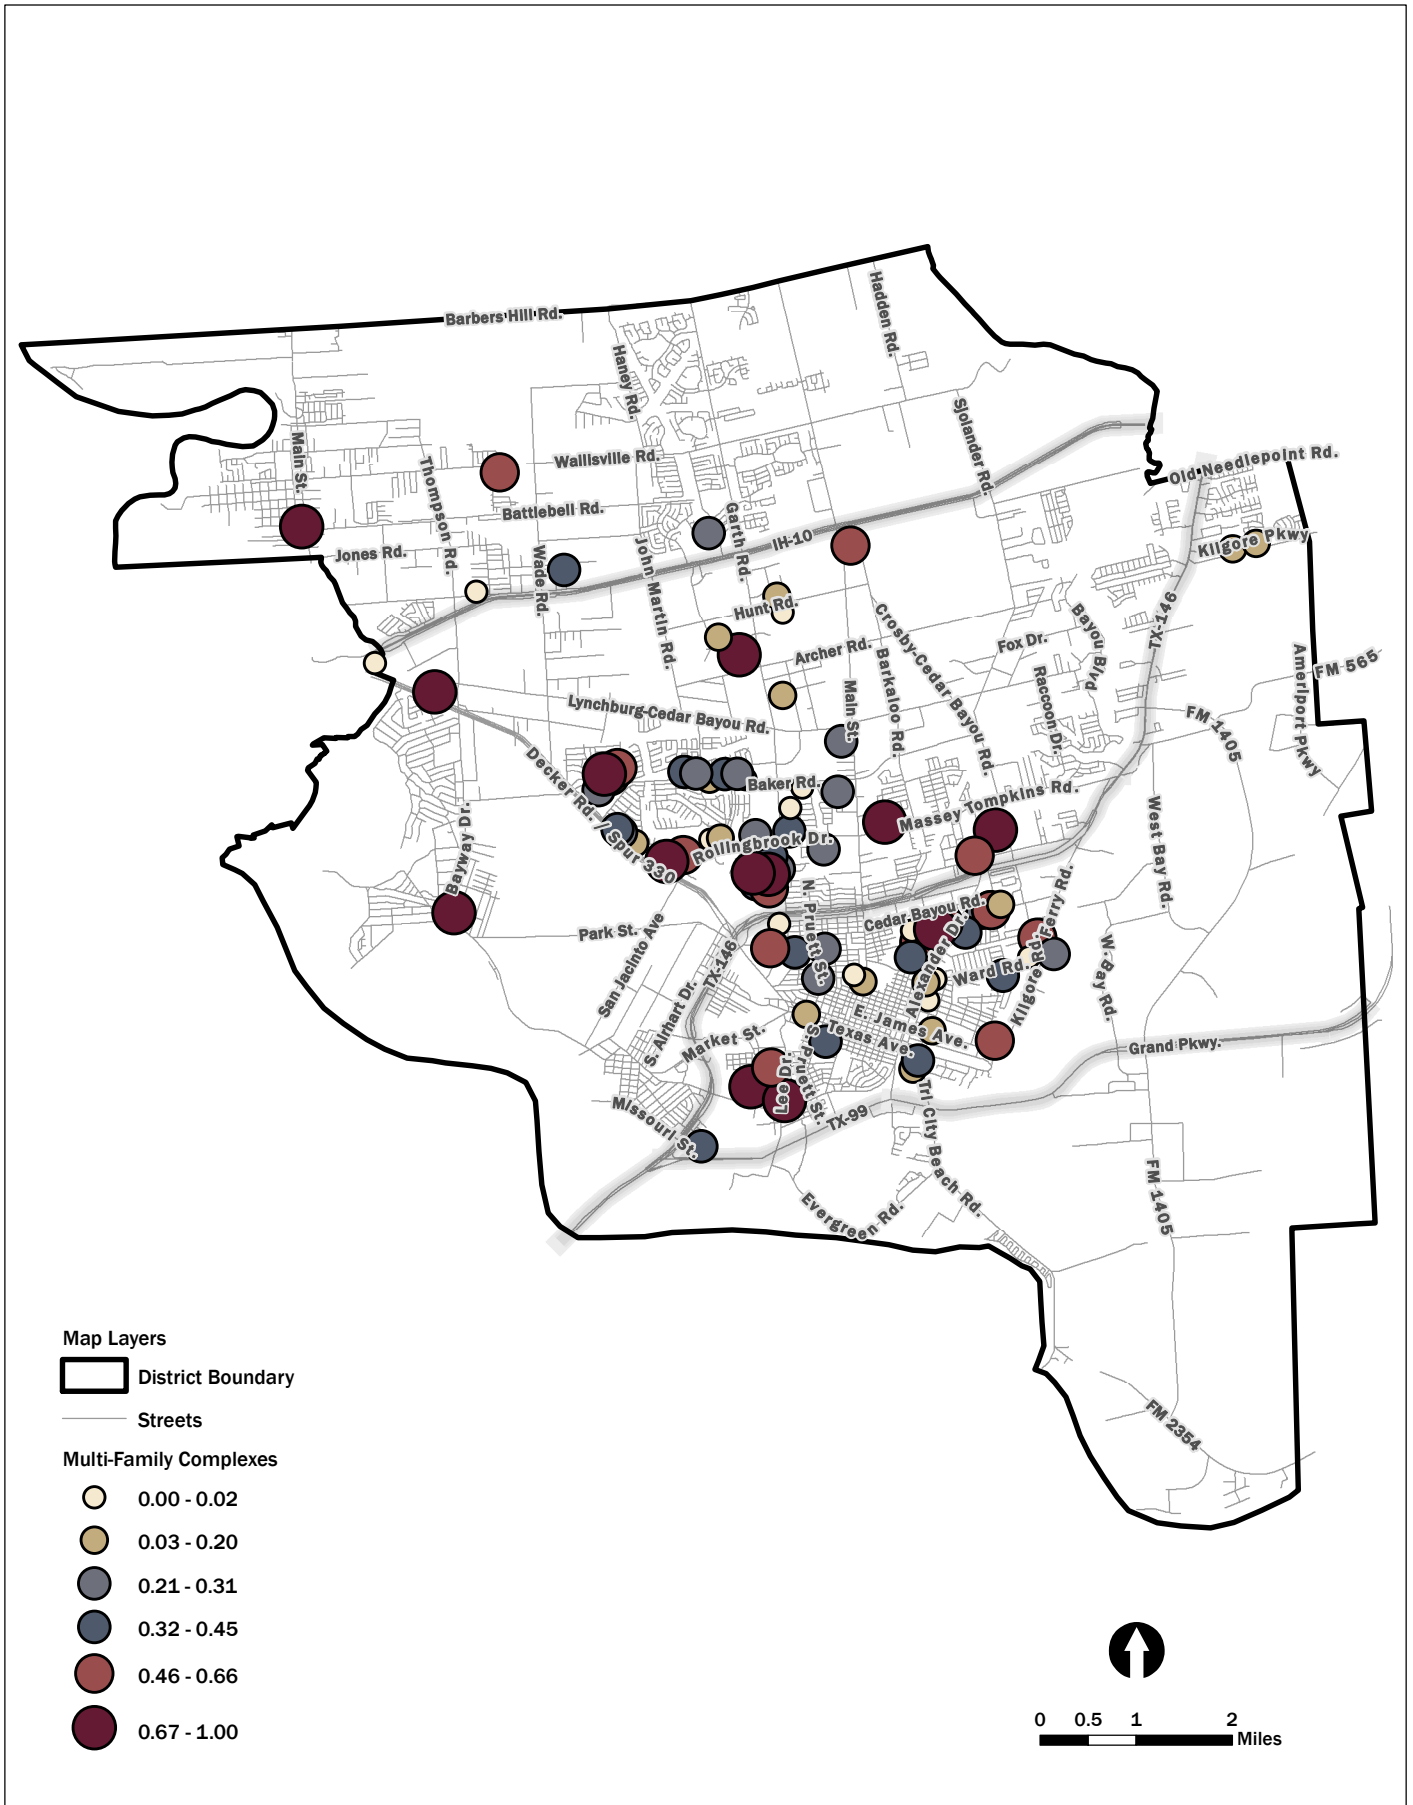 Barbers Hill Rd.
Hadden Rd.
Haney Rd.
Sjolander Rd.
Main St.
Wallisville Rd.
Thompson Rd.
Old Needlepoint Rd.
Battlebell Rd.
Garth Rd.
IH-10
Kilgore Pkwy
Jones Rd.
Wade Rd.
John Martin Rd.
Hunt Rd.
TX-146
Bayou Blvd
Crosby-Cedar Bayou Rd.
Fox Dr.
Archer Rd.
Barkaloo Rd.
Ameriport Pkwy
FM 565
Raccoon Dr.
Main St.
Lynchburg-Cedar Bayou Rd.
FM 1405
Decker Rd. / Spur 330
Baker Rd.
Massey Tompkins Rd.
West Bay Rd.
Bayway Dr.
Rollingbrook Dr.
N. Pruett St.
Cedar Bayou Rd.
Kilgore Rd.
Ferry Rd.
Park St.
San Jacinto Ave
TX-146
Alexander Dr.
Ward Rd.
W. Bay Rd.
S. Airhart Dr.
E. James Ave.
Texas Ave.
Market St.
Grand Pkwy.
Lee Dr.
S. Pruett St.
Missouri St.
TX-99
Tri City Beach Rd.
FM 1405
Evergreen Rd.
FM 2354
Map Layers
District Boundary
Streets
Multi-Family Complexes
0.00 - 0.02
0.03 - 0.20
0.21 - 0.31
0.32 - 0.45
0.46 - 0.66
0.67 - 1.00
0 0.5 1 2
Miles